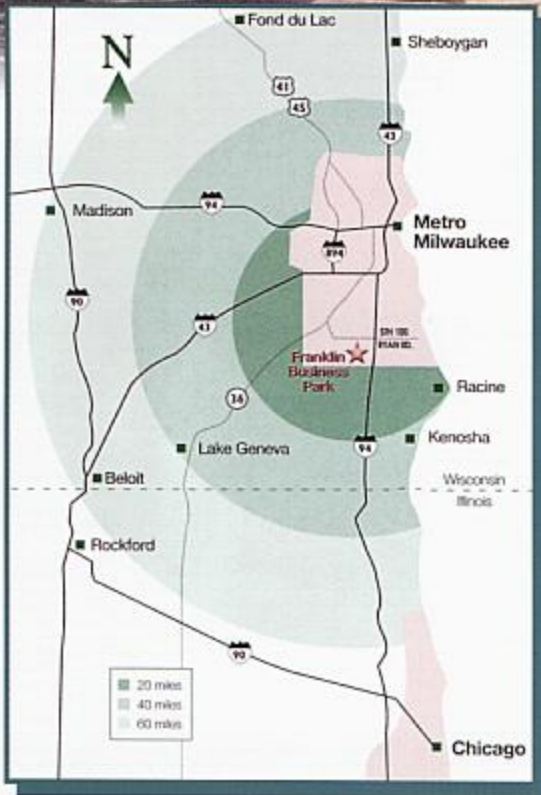 Fond du Lac
N
Sheboygan
41
45
43
Madison
94
Metro
Milwaukee
894
90
43
STH 100
RYAN RD.
Franklin
Business
Park
36
Racine
Kenosha
94
Lake Geneva
Beloit
Wisconsin
Illinois
Rockford
90
20 miles
40 miles
60 miles
Chicago